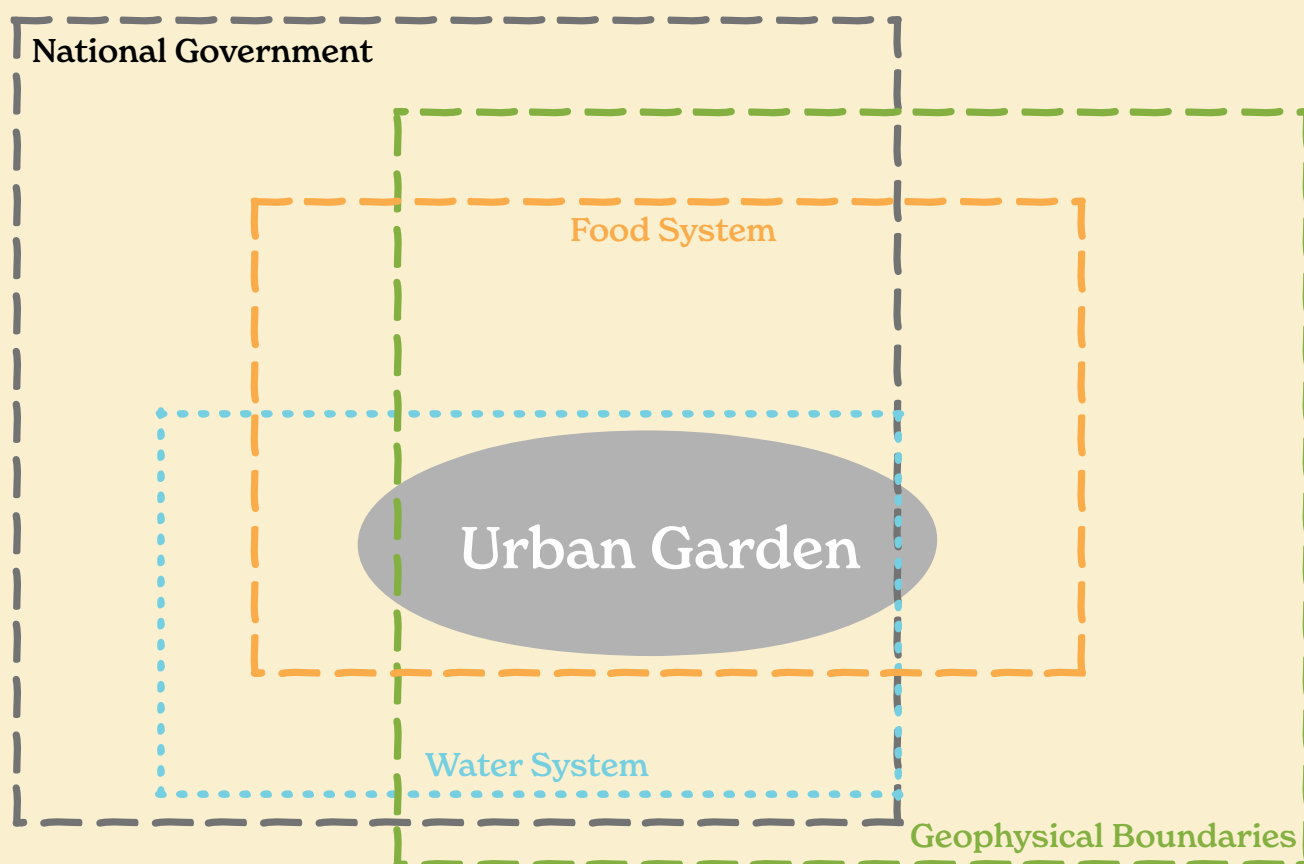 National Government
Food System
Urban Garden
Water System
Geophysical Boundaries